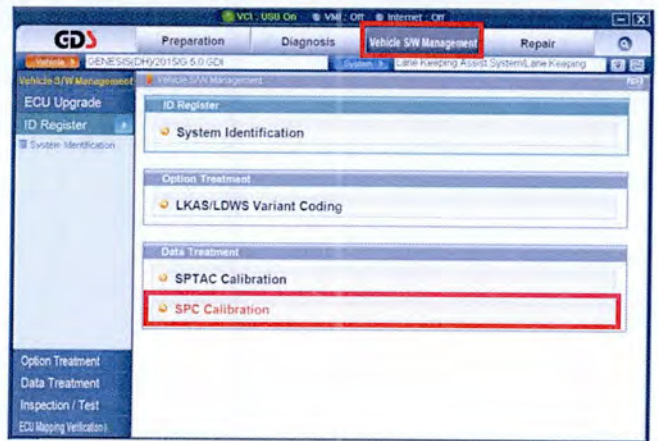 VCI : USB On VMI : Off Internet : Off
GDS Preparation Diagnosis Vehicle S/W Management Repair
Vehicle GENESIS(DH)/2015/G 5.0 GDI System Lane Keeping Assist System/Lane Keeping
Vehicle S/W Management Vehicle S/W Management
ECU Upgrade
ID Register
System Identification
ID Register
System Identification
Option Treatment
LKAS/LDWS Variant Coding
Data Treatment
SPTAC Calibration
SPC Calibration
Option Treatment
Data Treatment
Inspection / Test
ECU Mapping Verification